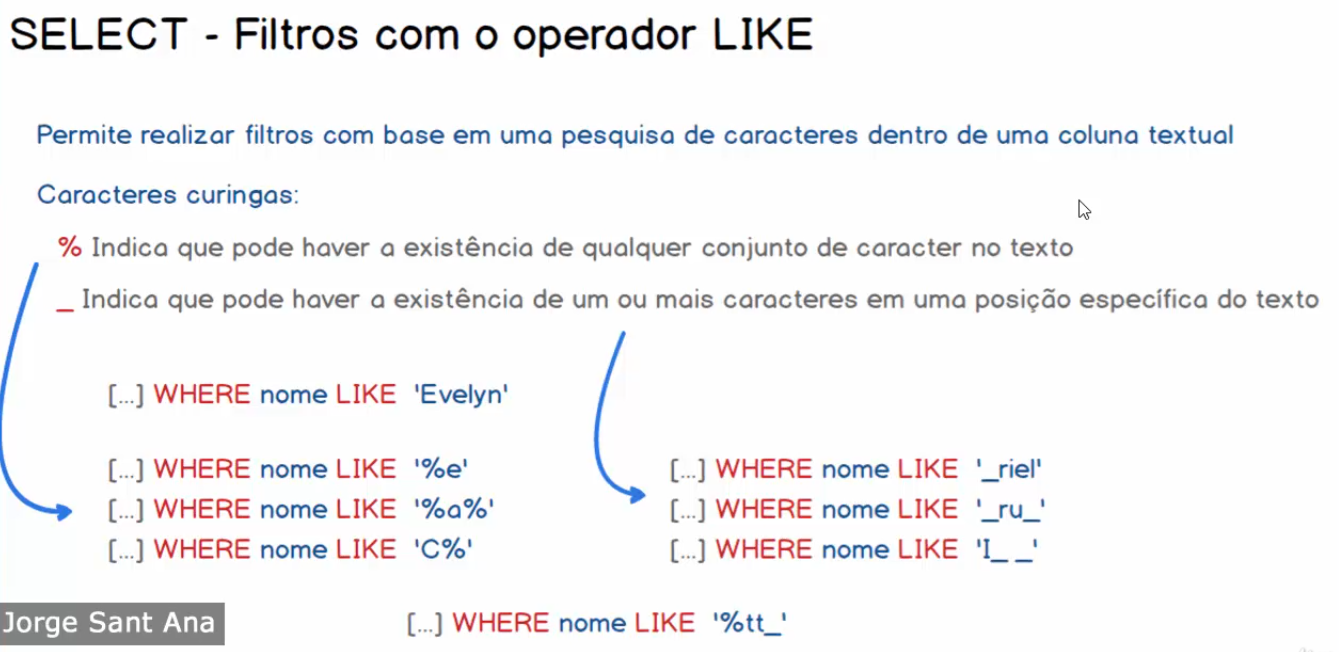 SELECT - Filtros com o operador LIKE
Permite realizar filtros com base em uma pesquisa de caracteres dentro de uma coluna textual
Caracteres curingas:
% Indica que pode haver a existência de qualquer conjunto de caracter no texto
_ Indica que pode haver a existência de um ou mais caracteres em uma posição específica do texto
[...] WHERE nome LIKE 'Evelyn'
[...] WHERE nome LIKE '%e'
[...] WHERE nome LIKE '%a%'
[...] WHERE nome LIKE 'C%'
[...] WHERE nome LIKE '_riel'
[...] WHERE nome LIKE '_ru_'
[...] WHERE nome LIKE 'I_ _'
[...] WHERE nome LIKE '%tt_'
Jorge Sant Ana